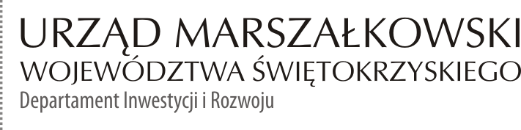 URZĄD MARSZAŁKOWSKI
WOJEWÓDZTWA ŚWIĘTOKRZYSKIEGO
Departament Inwestycji i Rozwoju